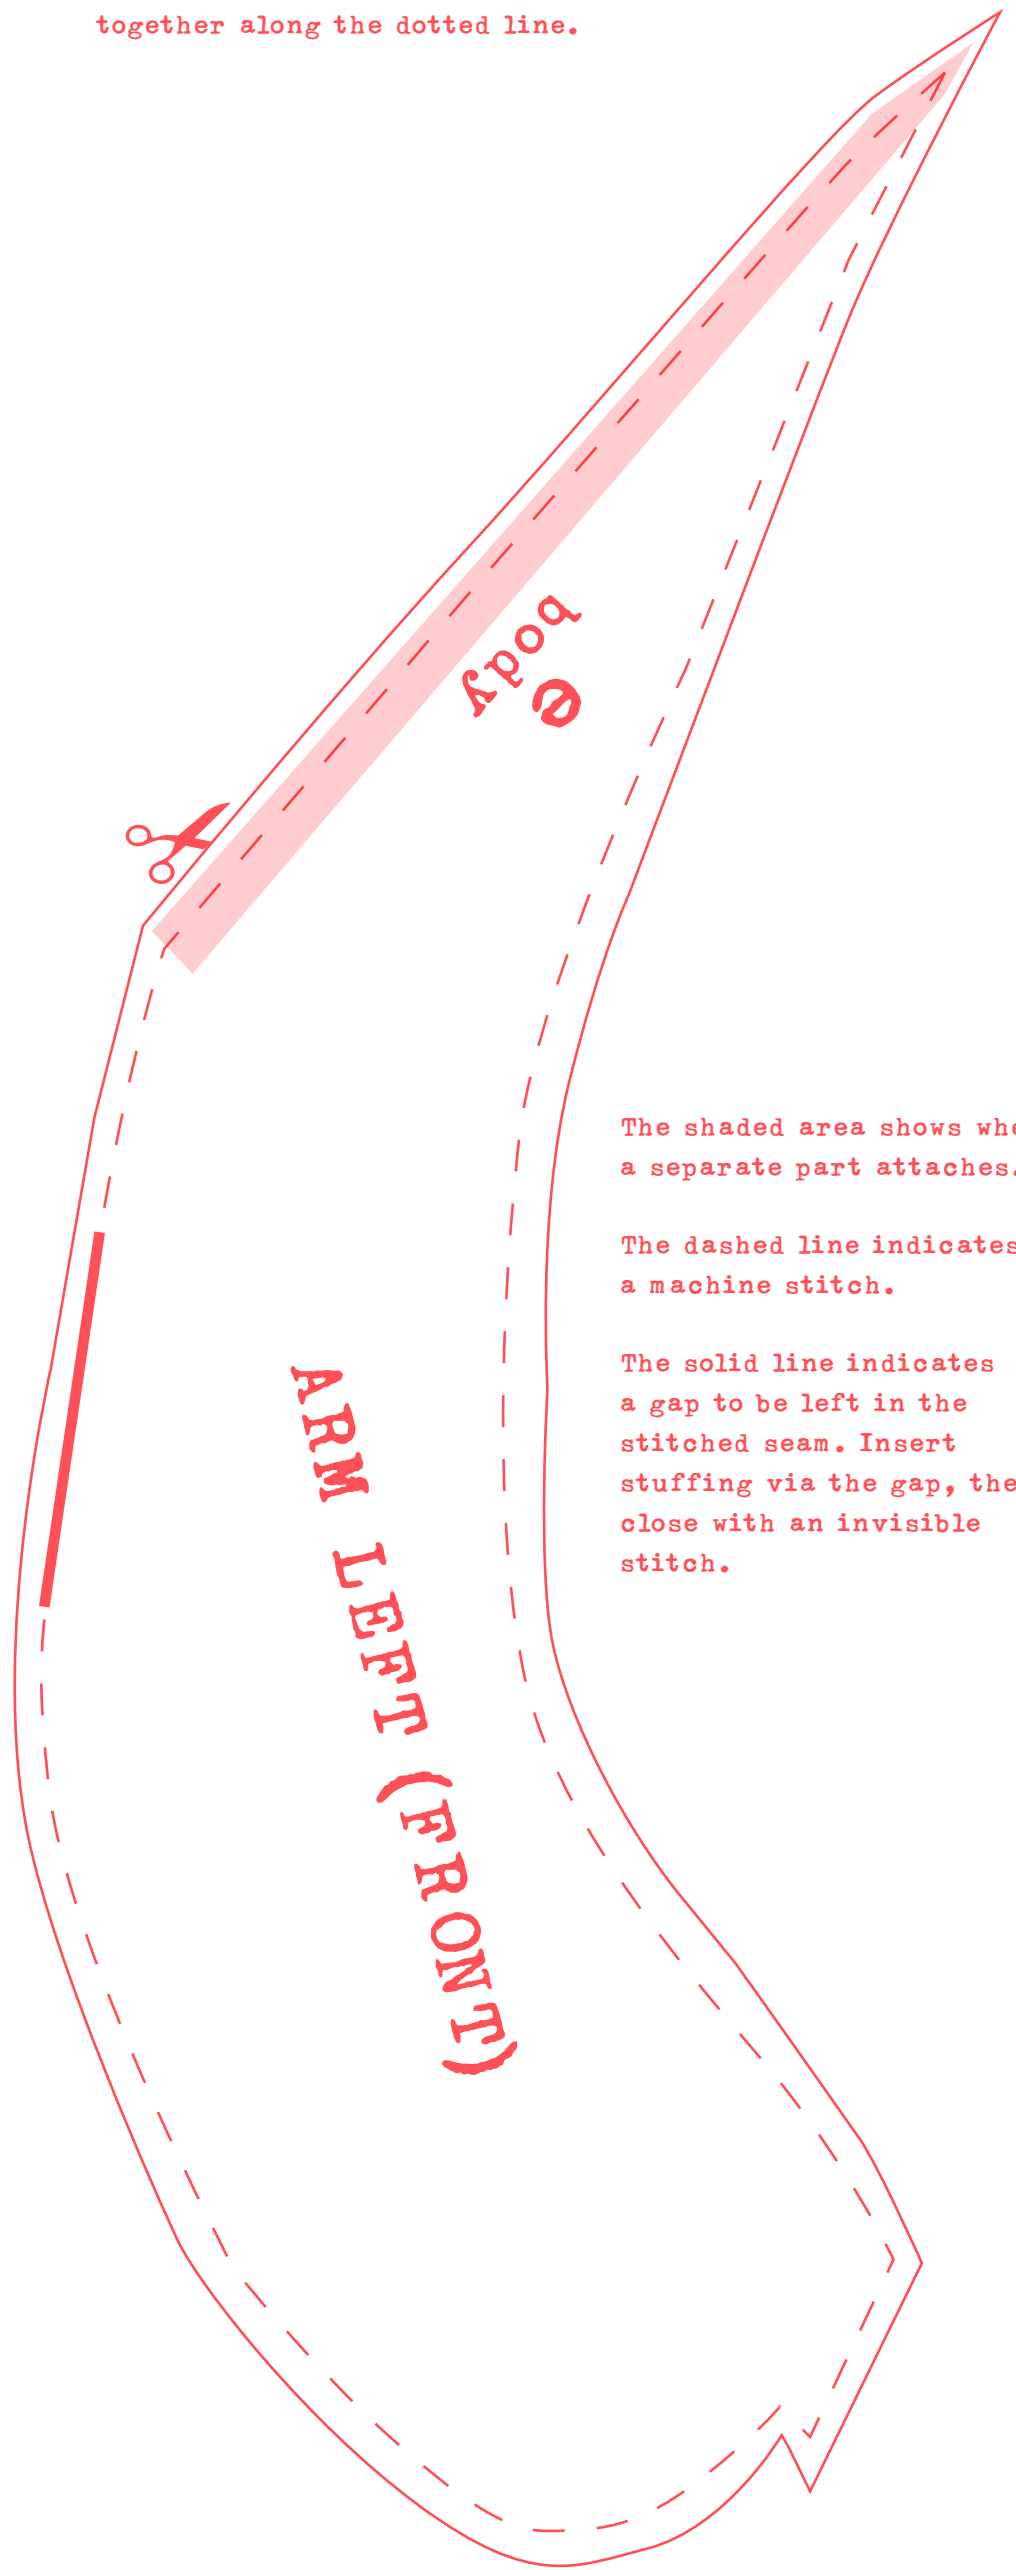 together along the dotted line.
body
e
The shaded area shows whe
a separate part attaches.
The dashed line indicates
a machine stitch.
ARM LEFT (FRONT)
The solid line indicates
a gap to be left in the
stitched seam. Insert
stuffing via the gap, the
close with an invisible
stitch.